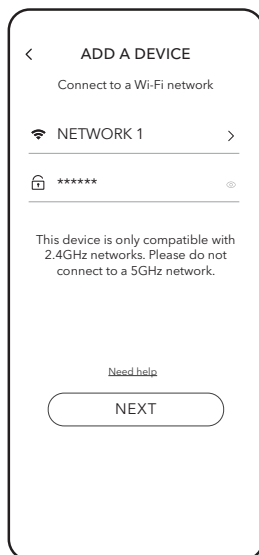 ADD A DEVICE
Connect to a Wi-Fi network
NETWORK 1
******
This device is only compatible with
2.4GHz networks. Please do not
connect to a 5GHz network.
Need help
NEXT